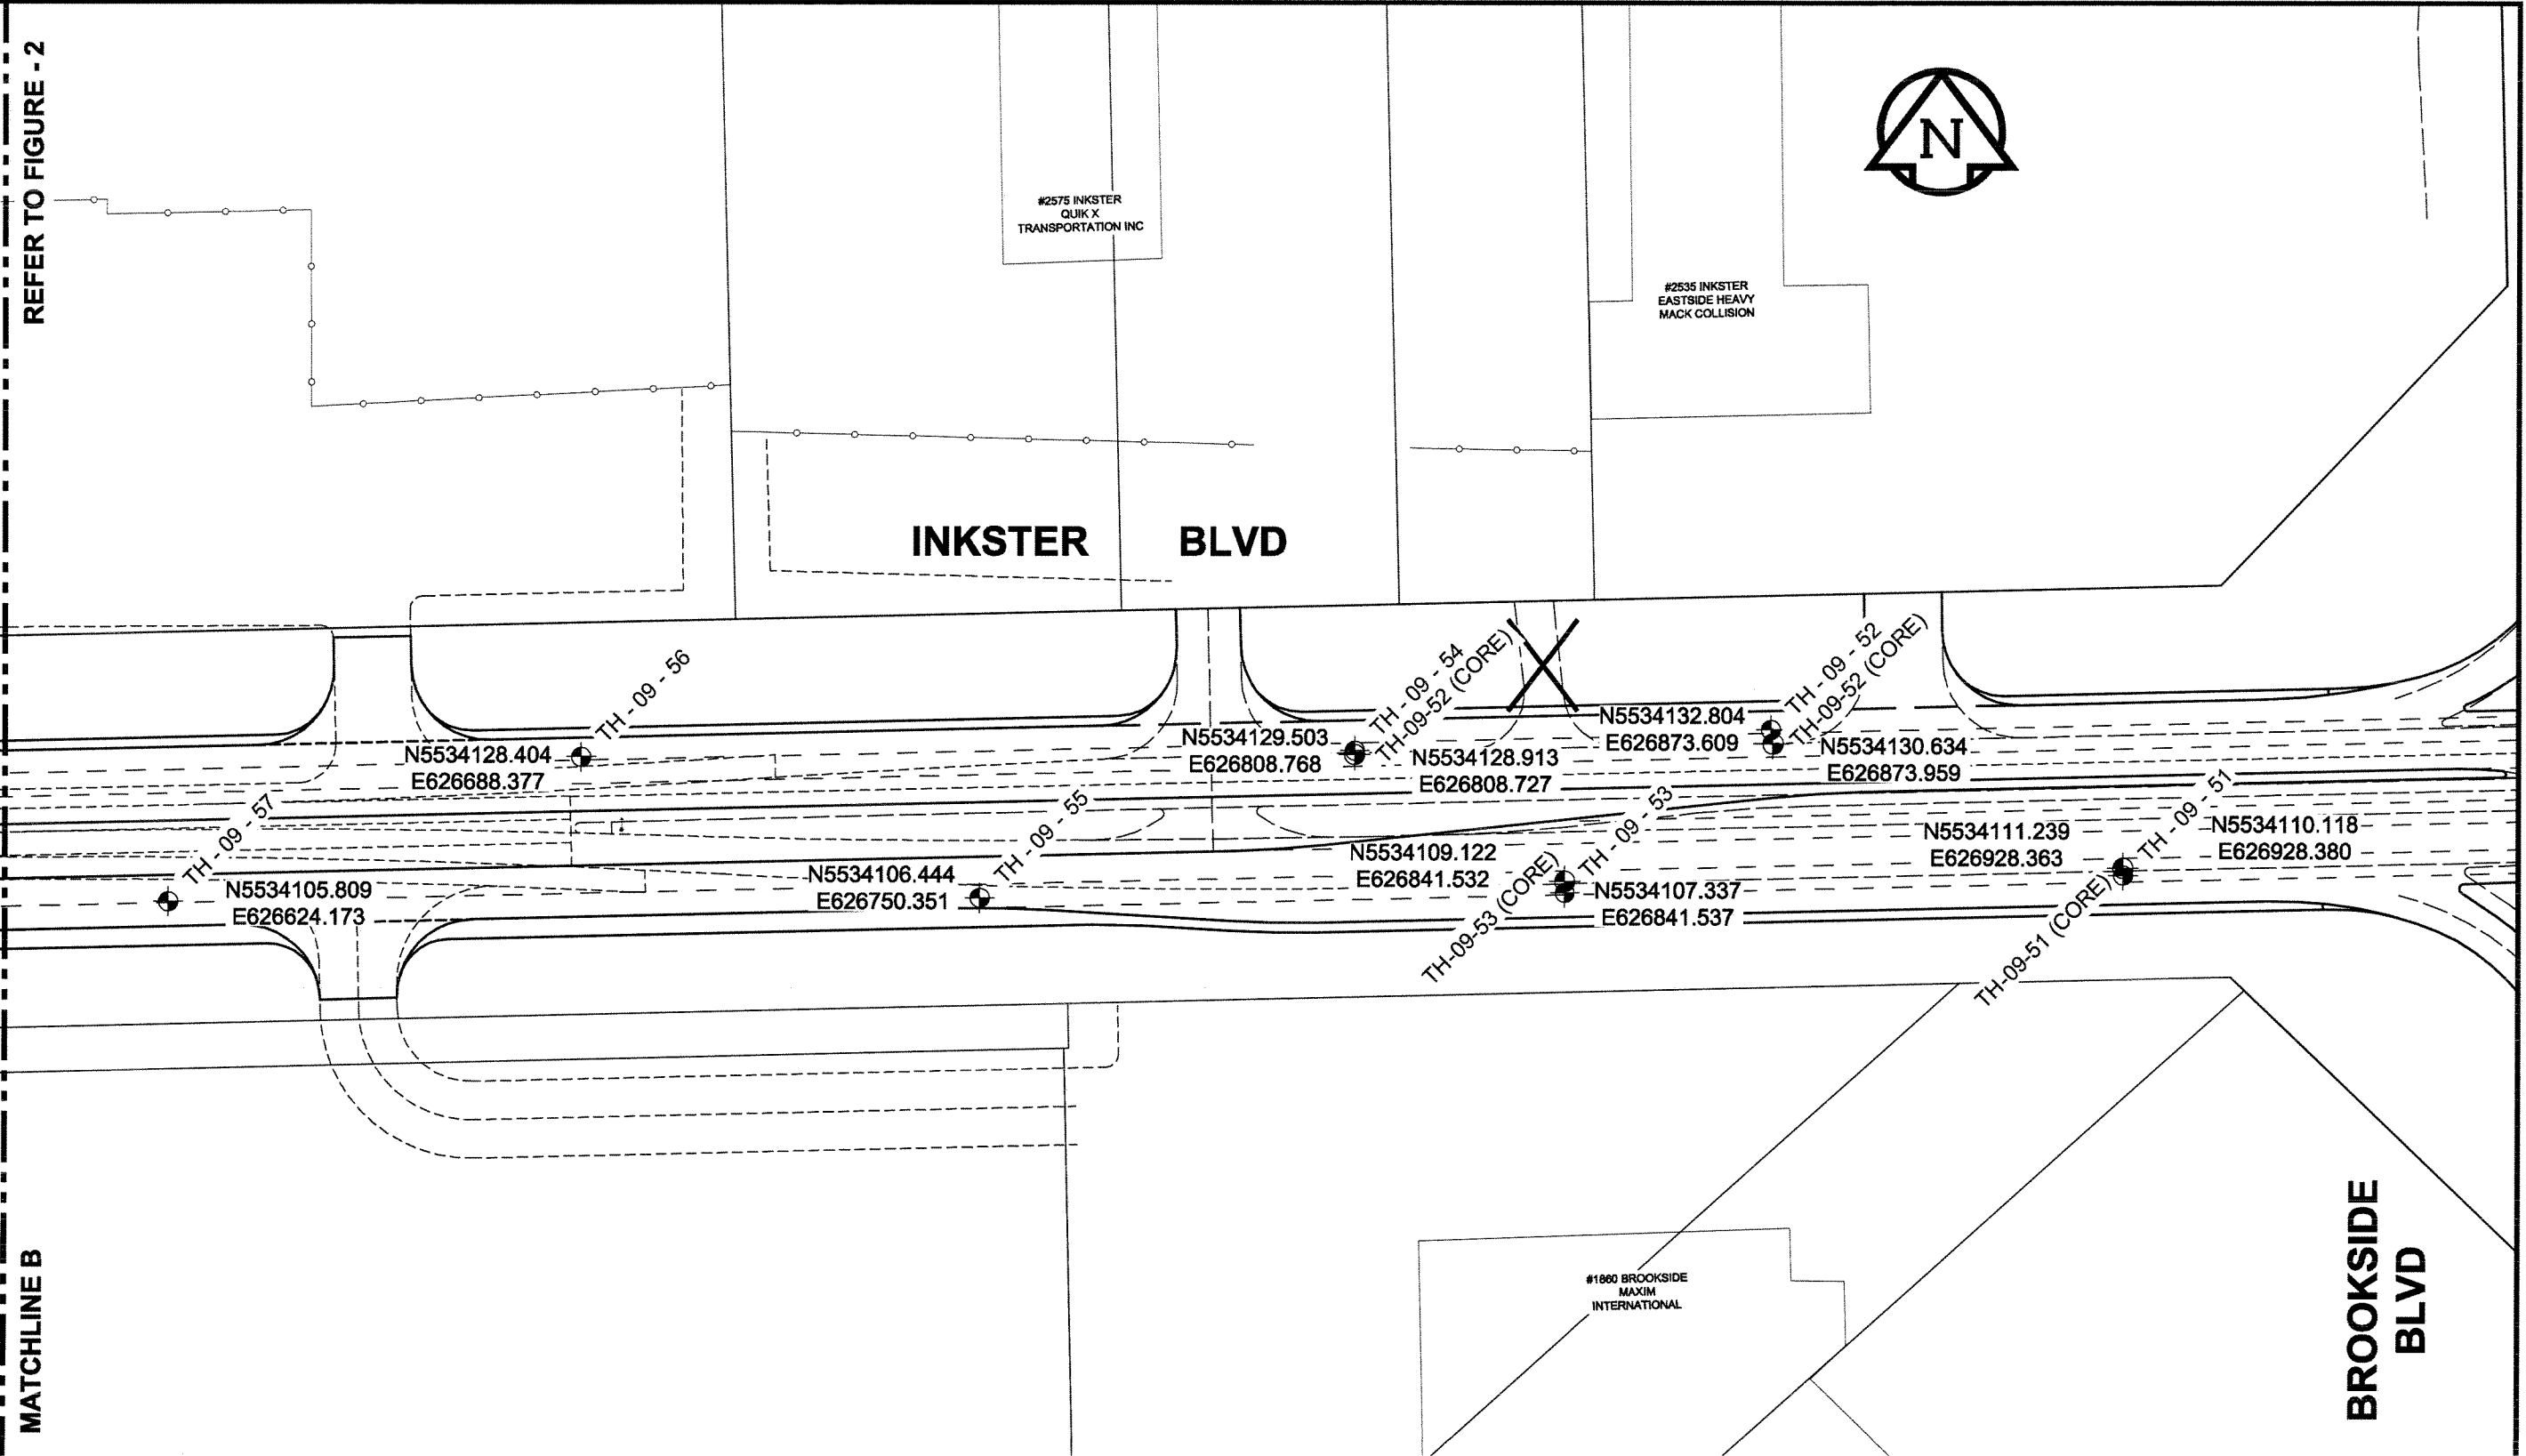 REFER TO FIGURE - 2
N
#2575 INKSTER
QUIK X
TRANSPORTATION INC
#2535 INKSTER
EASTSIDE HEAVY
MACK COLLISION
INKSTER BLVD
TH - 09 - 56
N5534128.404
E626688.377
TH - 09 - 54
TH-09-52 (CORE)
N5534129.503
E626808.768
N5534128.913
E626808.727
TH - 09 - 52
TH-09-52 (CORE)
N5534132.804
E626873.609
N5534130.634
E626873.959
TH - 09 - 57
N5534105.809
E626624.173
TH - 09 - 55
N5534106.444
E626750.351
TH - 09 - 53
TH-09-53 (CORE)
N5534109.122
E626841.532
N5534107.337
E626841.537
TH - 09 - 51
TH-09-51 (CORE)
N5534111.239
E626928.363
N5534110.118
E626928.380
MATCHLINE B
#1860 BROOKSIDE
MAXIM
INTERNATIONAL
BROOKSIDE
BLVD